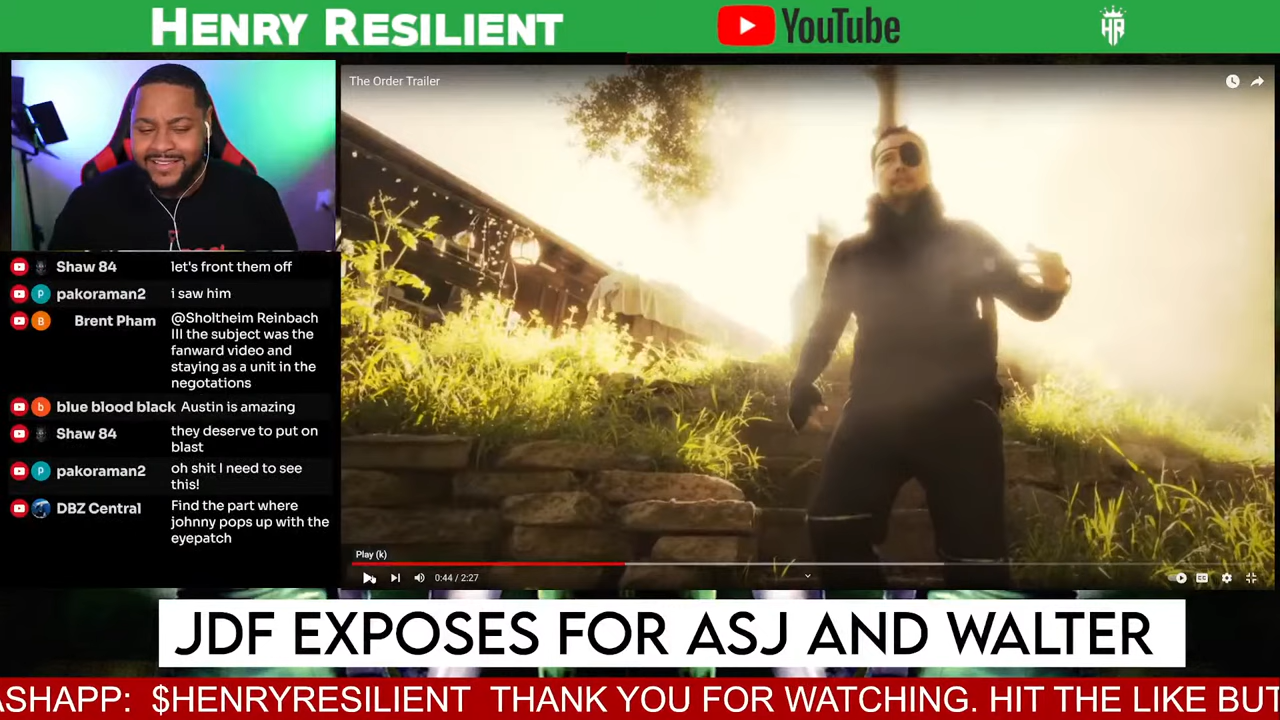 HENRY RESILIENT
YouTube
HR
The Order Trailer
Shaw 84 let's front them off
pakoraman2 i saw him
Brent Pham @Sholtheim Reinbach
III the subject was the
fanward video and
staying as a unit in the
negotations
blue blood black Austin is amazing
Shaw 84 they deserve to put on
blast
pakoraman2 oh shit I need to see
this!
DBZ Central Find the part where
johnny pops up with the
eyepatch
Play (k)
0:44 / 2:27
JDF EXPOSES FOR ASJ AND WALTER
ASHAPP: $HENRYRESILIENT THANK YOU FOR WATCHING. HIT THE LIKE BUT